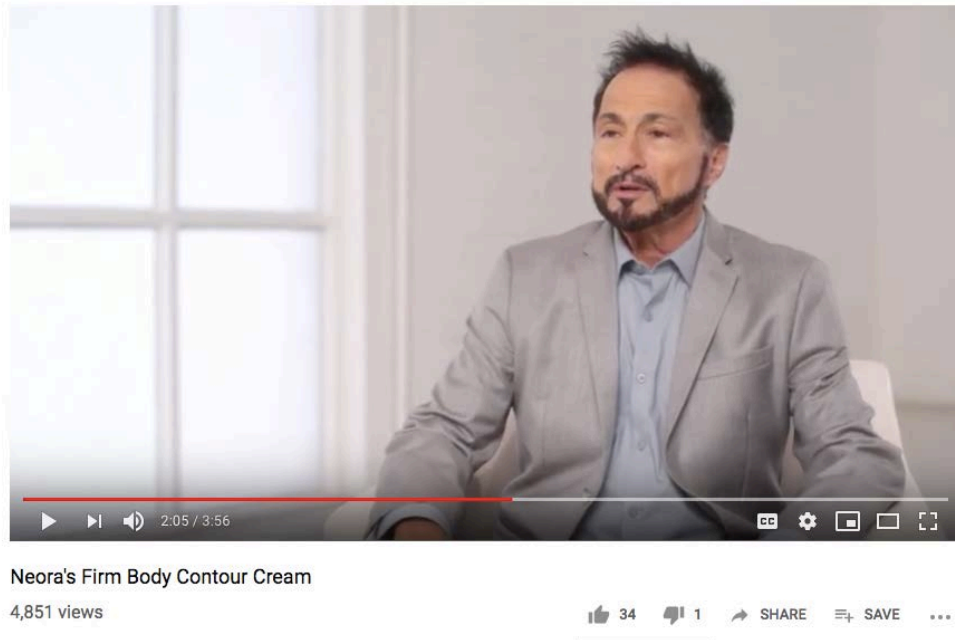 2:05 / 3:56
CC
Neora's Firm Body Contour Cream
4,851 views
34
1
SHARE
SAVE